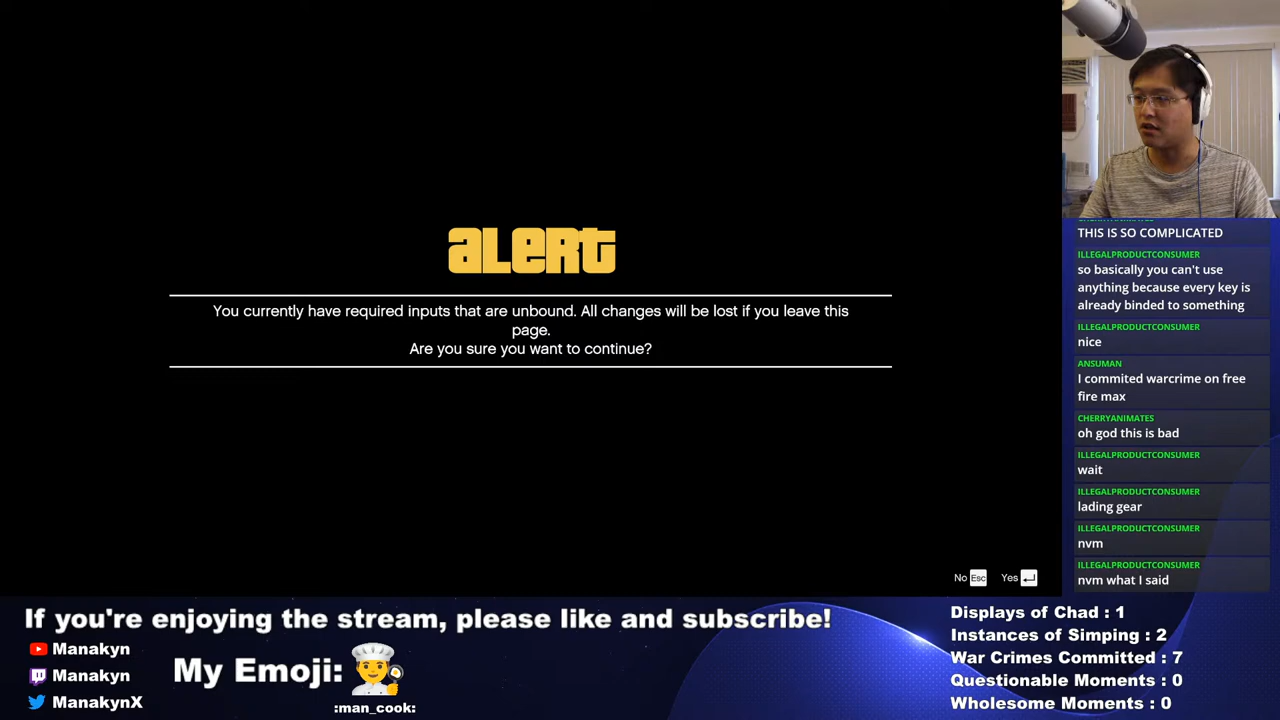 alert
You currently have required inputs that are unbound. All changes will be lost if you leave this
page.
Are you sure you want to continue?
No Esc Yes
THIS IS SO COMPLICATED
ILLEGALPRODUCTCONSUMER
so basically you can't use
anything because every key is
already binded to something
ILLEGALPRODUCTCONSUMER
nice
ANSUMAN
I commited warcrime on free
fire max
CHERRYANIMATES
oh god this is bad
ILLEGALPRODUCTCONSUMER
wait
ILLEGALPRODUCTCONSUMER
lading gear
ILLEGALPRODUCTCONSUMER
nvm
ILLEGALPRODUCTCONSUMER
nvm what I said
If you're enjoying the stream, please like and subscribe!
Manakyn
Manakyn
ManakynX
My Emoji:
:man_cook:
Displays of Chad : 1
Instances of Simping : 2
War Crimes Committed : 7
Questionable Moments : 0
Wholesome Moments : 0